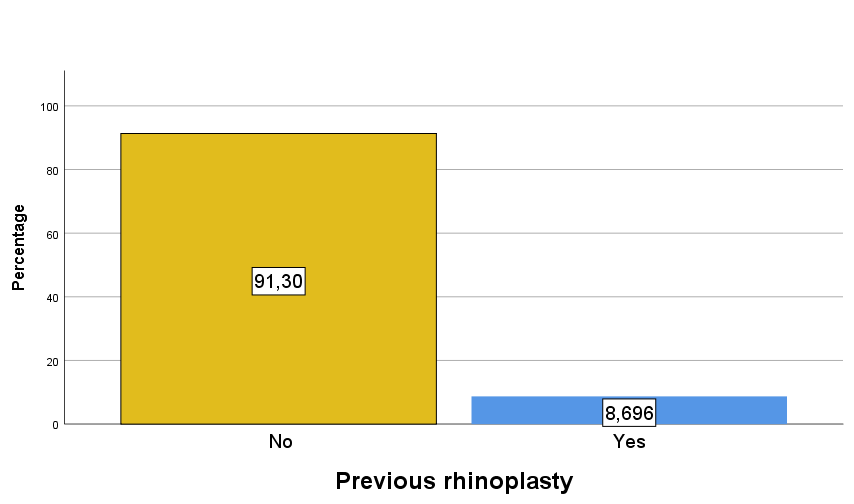 Percentage
100
80
60
40
20
0
91,30
8,696
No
Yes
Previous rhinoplasty